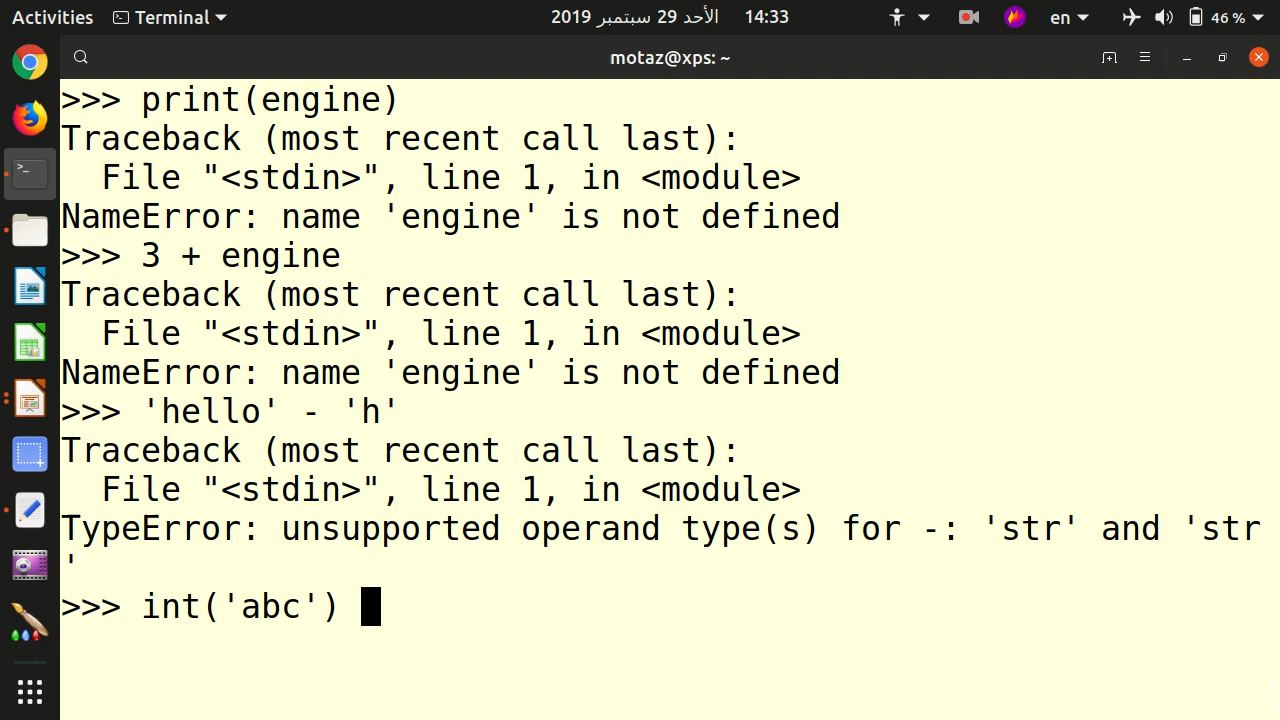 Activities Terminal الأحد 29 سبتمبر 2019 14:33 en 46 %
motaz@xps: ~
>>> print(engine)
Traceback (most recent call last):
  File "<stdin>", line 1, in <module>
NameError: name 'engine' is not defined
>>> 3 + engine
Traceback (most recent call last):
  File "<stdin>", line 1, in <module>
NameError: name 'engine' is not defined
>>> 'hello' - 'h'
Traceback (most recent call last):
  File "<stdin>", line 1, in <module>
TypeError: unsupported operand type(s) for -: 'str' and 'str
'
>>> int('abc')